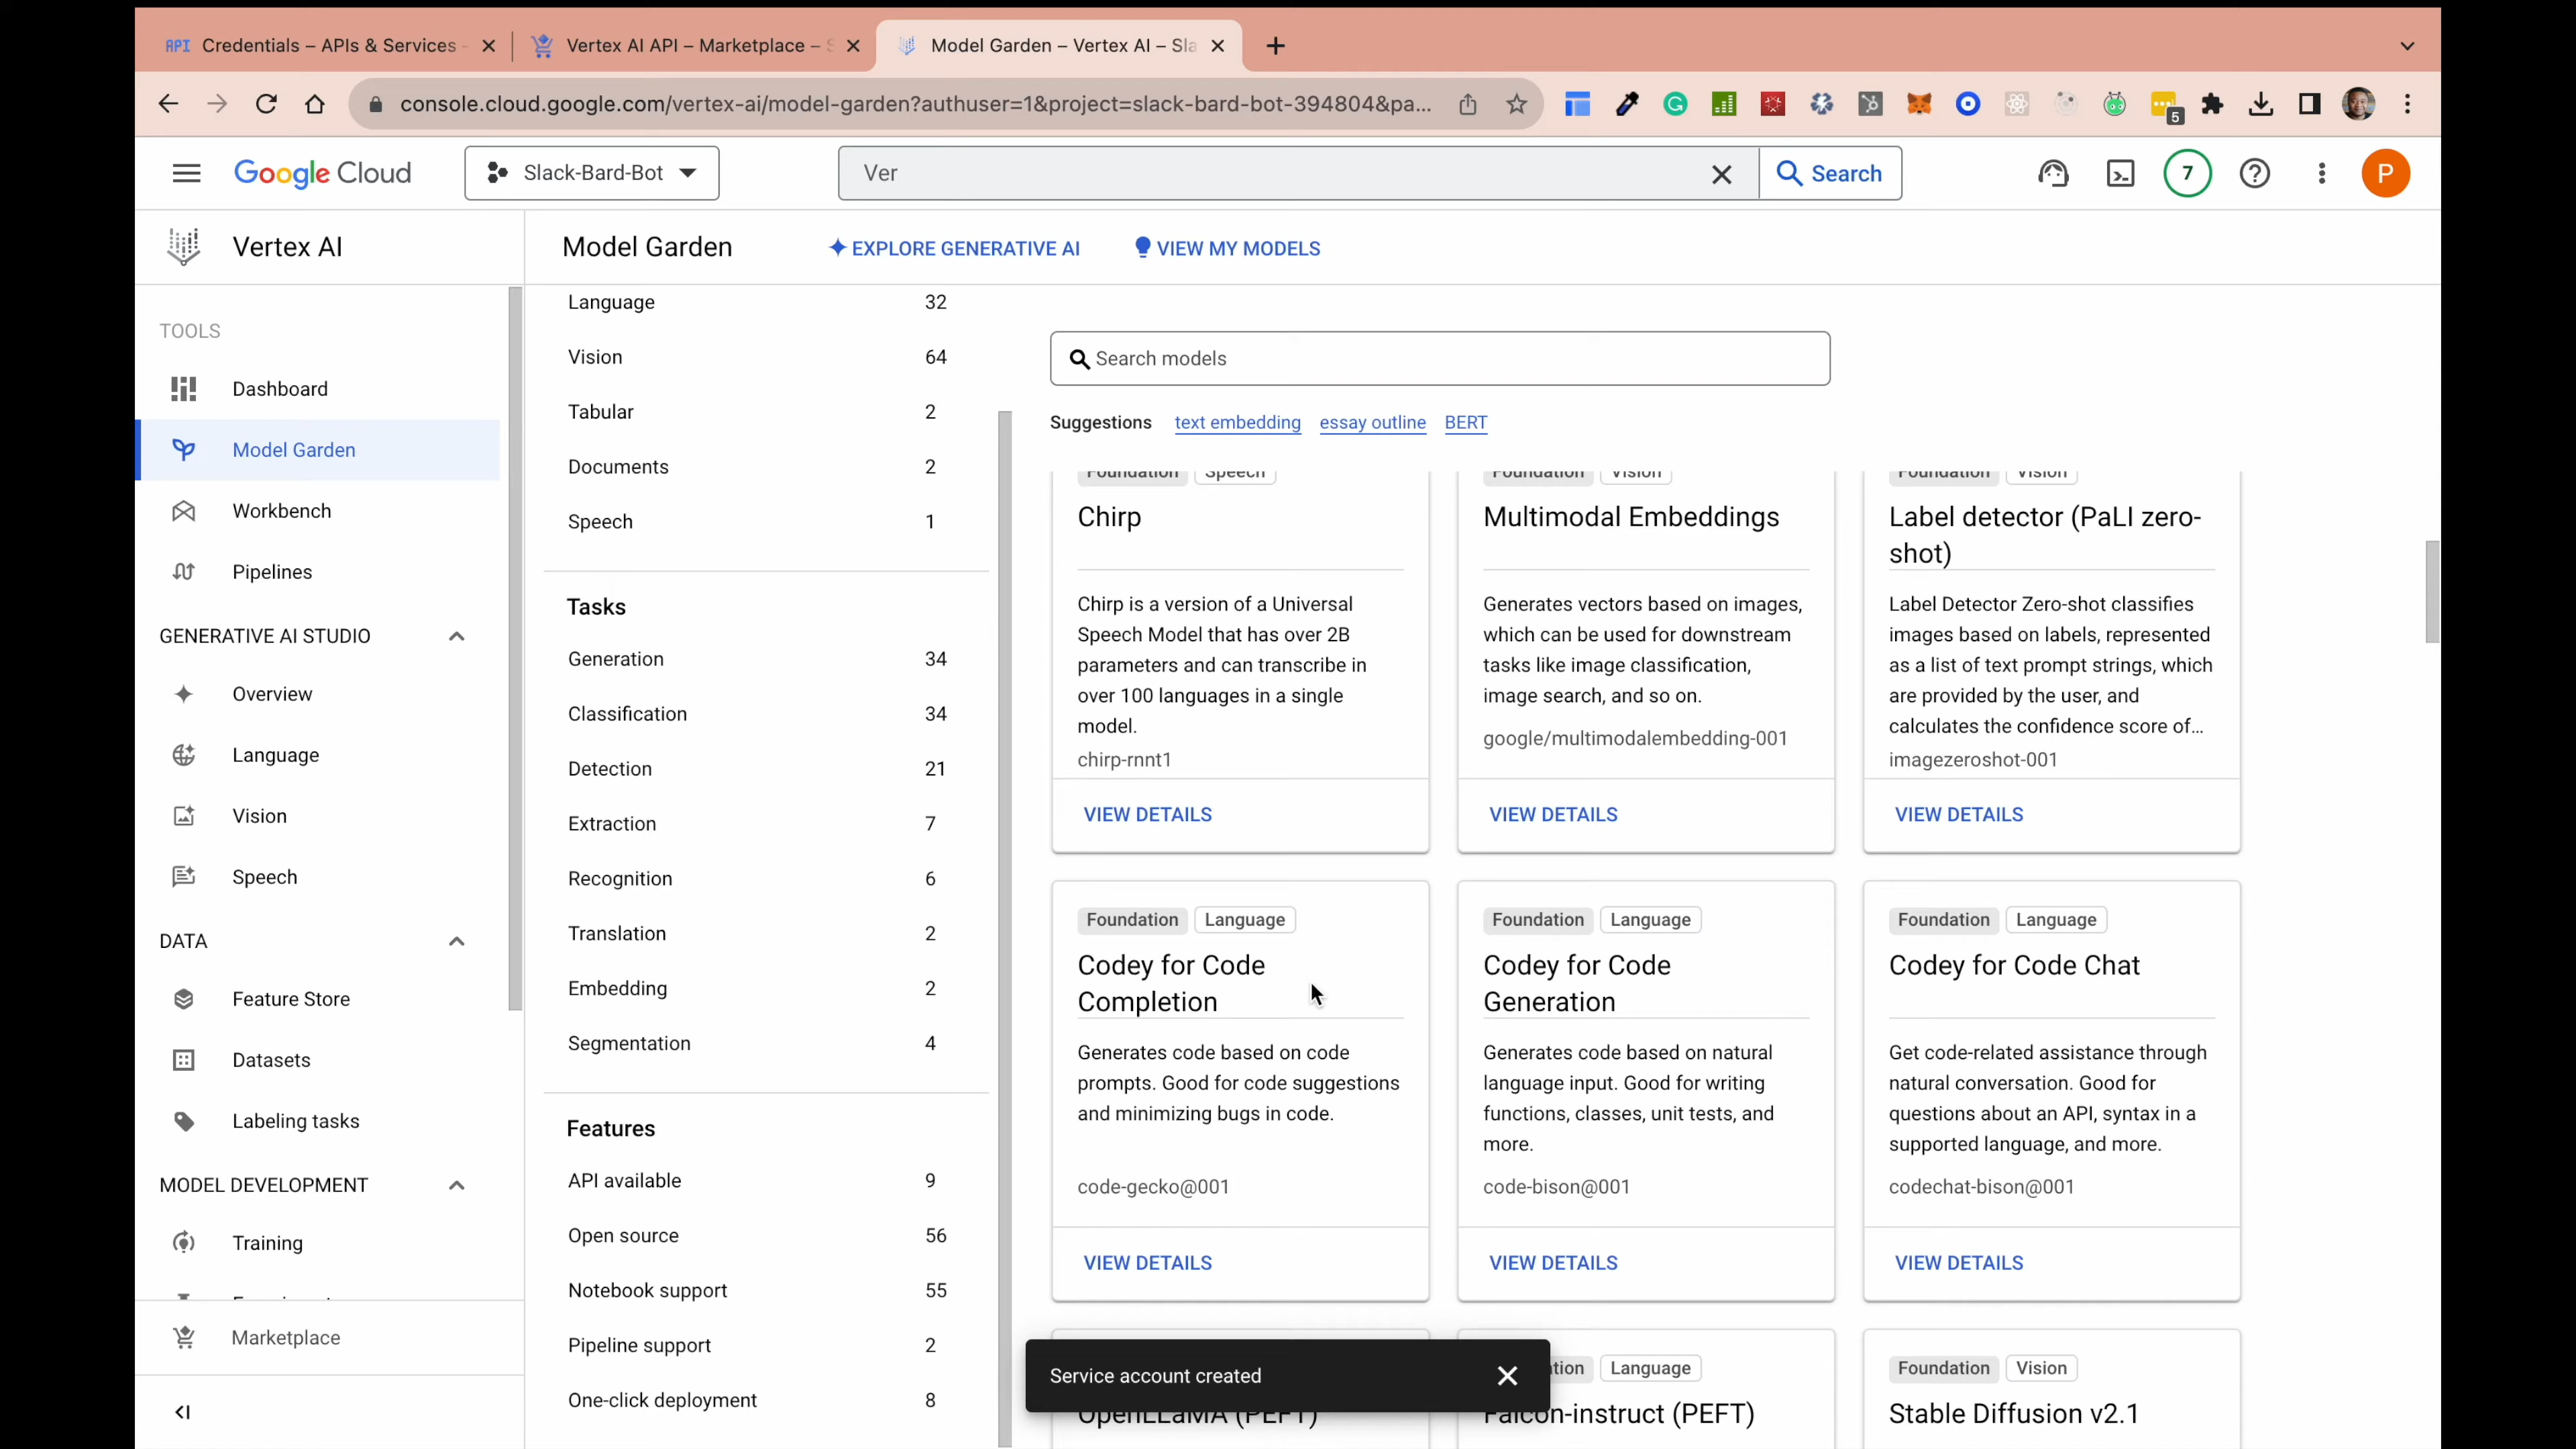 API Credentials – APIs & Services -
Vertex AI API – Marketplace – S
Model Garden – Vertex AI – Sla
console.cloud.google.com/vertex-ai/model-garden?authuser=1&project=slack-bard-bot-394804&pa...
5
Google Cloud
Slack-Bard-Bot
Ver
Search
7
P
Vertex AI
TOOLS
Dashboard
Model Garden
Workbench
Pipelines
GENERATIVE AI STUDIO
Overview
Language
Vision
Speech
DATA
Feature Store
Datasets
Labeling tasks
MODEL DEVELOPMENT
Training
Marketplace
Model Garden
EXPLORE GENERATIVE AI
VIEW MY MODELS
Language 32
Vision 64
Tabular 2
Documents 2
Speech 1
Tasks
Generation 34
Classification 34
Detection 21
Extraction 7
Recognition 6
Translation 2
Embedding 2
Segmentation 4
Features
API available 9
Open source 56
Notebook support 55
Pipeline support 2
One-click deployment 8
Search models
Suggestions text embedding essay outline BERT
Foundation Speech
Chirp
Chirp is a version of a Universal
Speech Model that has over 2B
parameters and can transcribe in
over 100 languages in a single
model.
chirp-rnnt1
VIEW DETAILS
Foundation Vision
Multimodal Embeddings
Generates vectors based on images,
which can be used for downstream
tasks like image classification,
image search, and so on.
google/multimodalembedding-001
VIEW DETAILS
Foundation Vision
Label detector (PaLI zero-
shot)
Label Detector Zero-shot classifies
images based on labels, represented
as a list of text prompt strings, which
are provided by the user, and
calculates the confidence score of...
imagezeroshot-001
VIEW DETAILS
Foundation Language
Codey for Code
Completion
Generates code based on code
prompts. Good for code suggestions
and minimizing bugs in code.
code-gecko@001
VIEW DETAILS
Foundation Language
Codey for Code
Generation
Generates code based on natural
language input. Good for writing
functions, classes, unit tests, and
more.
code-bison@001
VIEW DETAILS
Foundation Language
Codey for Code Chat
Get code-related assistance through
natural conversation. Good for
questions about an API, syntax in a
supported language, and more.
codechat-bison@001
VIEW DETAILS
Service account created
OpenLLaMA (PEFT)
tion Language
Falcon-instruct (PEFT)
Foundation Vision
Stable Diffusion v2.1